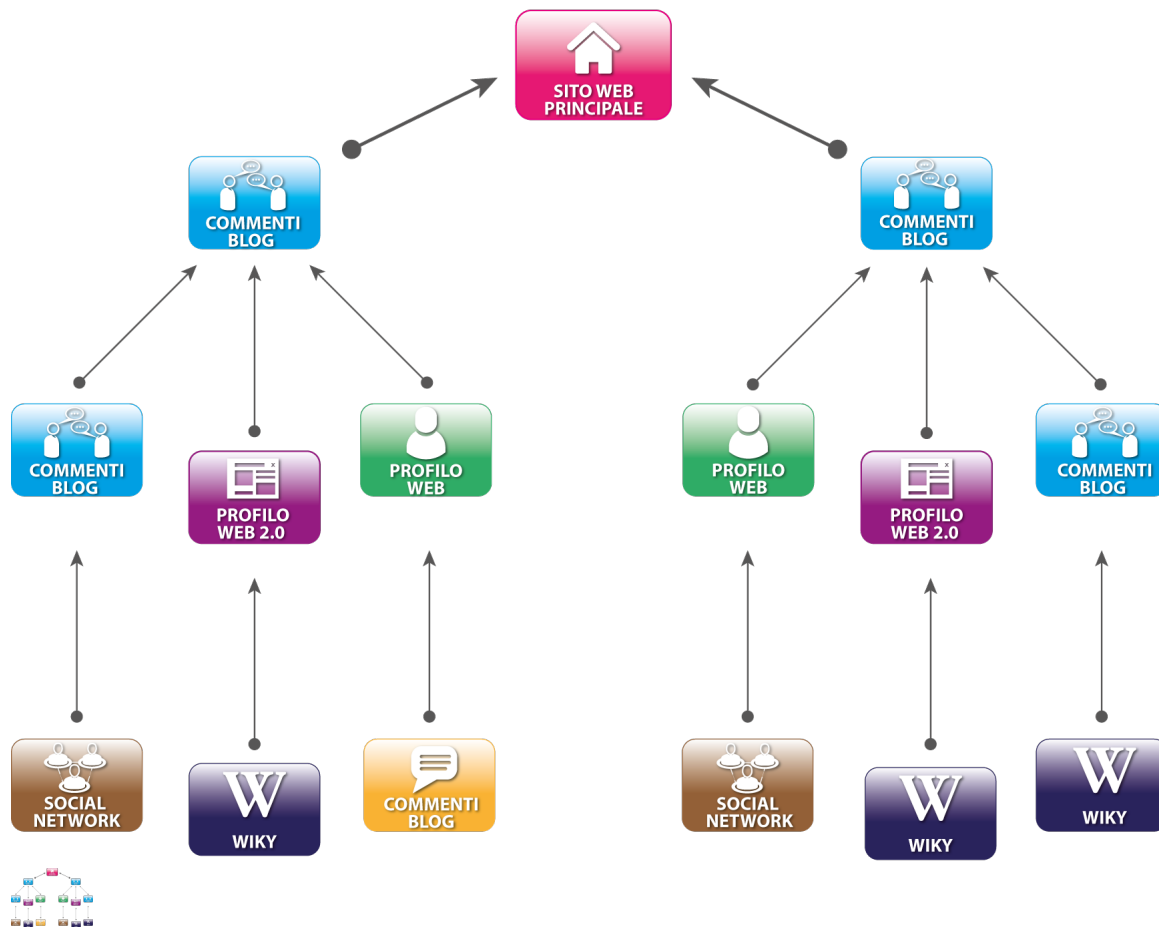 SITO WEB
PRINCIPALE
COMMENTI
BLOG
COMMENTI
BLOG
COMMENTI
BLOG
PROFILO
WEB 2.0
PROFILO
WEB
PROFILO
WEB
PROFILO
WEB 2.0
COMMENTI
BLOG
SOCIAL
NETWORK
W
WIKY
COMMENTI
BLOG
SOCIAL
NETWORK
W
WIKY
W
WIKY